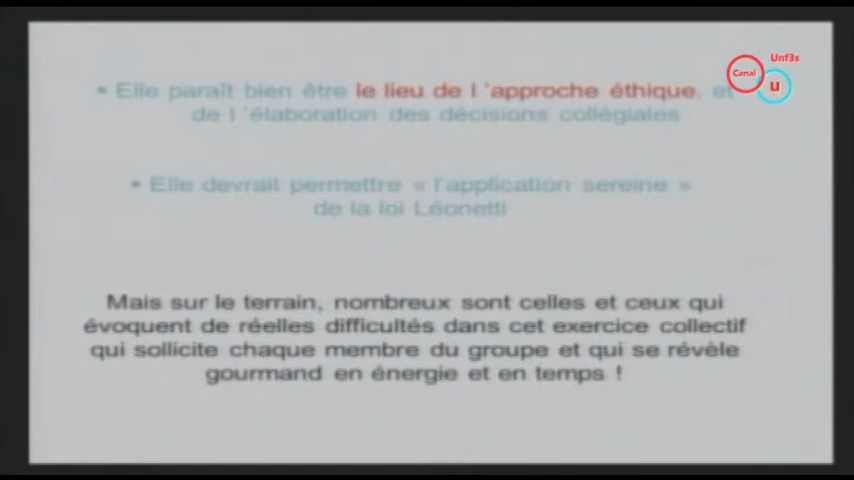 • Elle paraît bien être le lieu de l 'approche éthique, et
de l 'élaboration des décisions collégiales
• Elle devrait permettre « l'application sereine »
de la loi Léonetti
Mais sur le terrain, nombreux sont celles et ceux qui
évoquent de réelles difficultés dans cet exercice collectif
qui sollicite chaque membre du groupe et qui se révèle
gourmand en énergie et en temps !
Unf3s
Canal
u